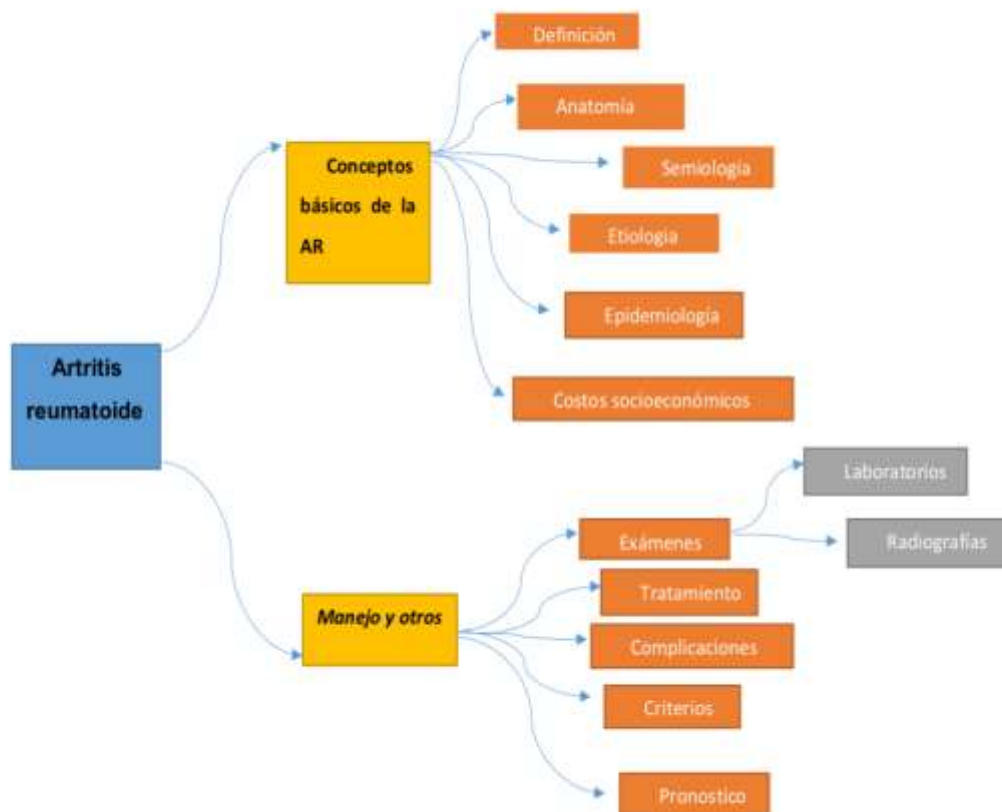 Definición
Anatomía
Conceptos
básicos de la
AR
Semiología
Etiología
Epidemiología
Costos socioeconómicos
Artritis
reumatoide
Laboratorios
Exámenes
Radiografías
Tratamiento
Manejo y otros
Complicaciones
Criterios
Pronostico